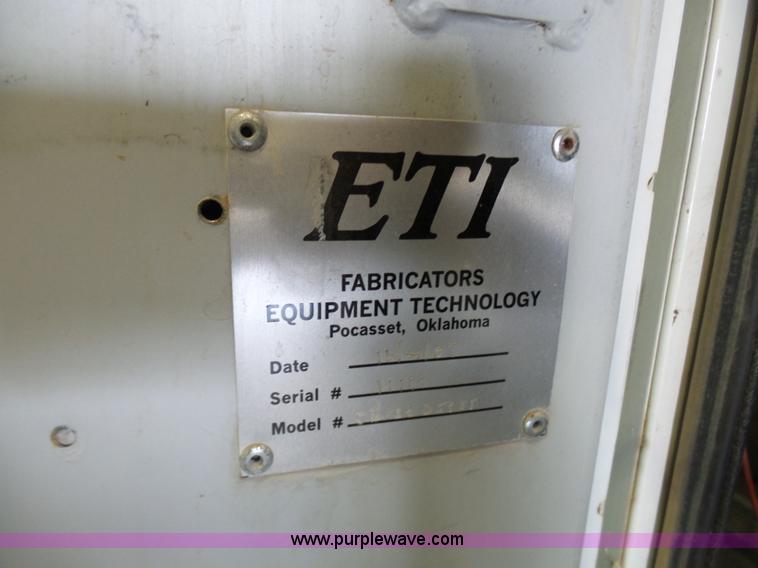 ETI
FABRICATORS
EQUIPMENT TECHNOLOGY
Pocasset, Oklahoma
Date
Serial #
Model #
www.purplewave.com